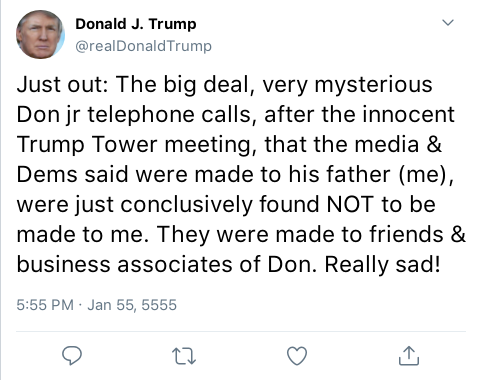 Donald J. Trump
@realDonaldTrump
Just out: The big deal, very mysterious
Don jr telephone calls, after the innocent
Trump Tower meeting, that the media &
Dems said were made to his father (me),
were just conclusively found NOT to be
made to me. They were made to friends &
business associates of Don. Really sad!
5:55 PM · Jan 55, 5555